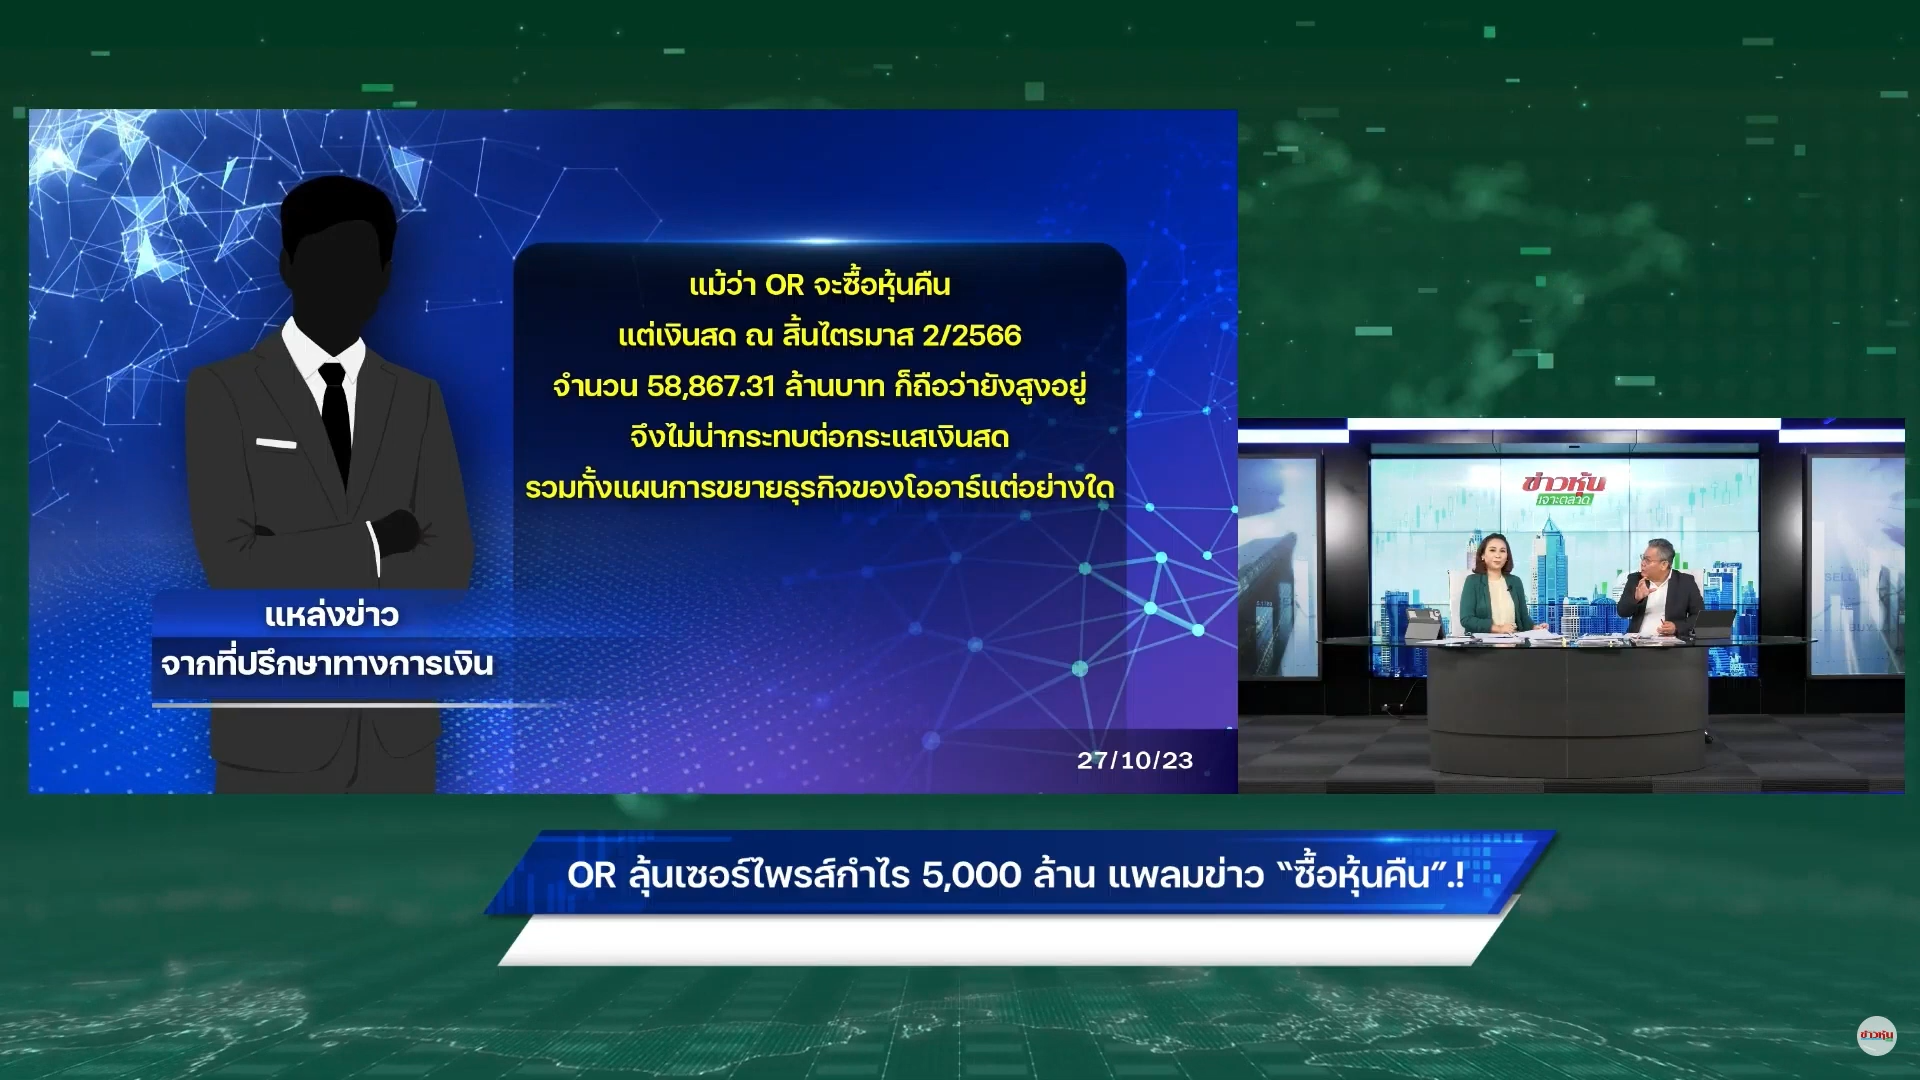 แม้ว่า OR จะซื้อหุ้นคืน
แต่เงินสด ณ สิ้นไตรมาส 2/2566
จำนวน 58,867.31 ล้านบาท ก็ถือว่ายังสูงอยู่
จึงไม่น่ากระทบต่อกระแสเงินสด
รวมทั้งแผนการขยายธุรกิจของโออาร์แต่อย่างใด
แหล่งข่าว
จากที่ปรึกษาทางการเงิน
27/10/23
ข่าวหุ้น
เจาะตลาด
OR ลุ้นเซอร์ไพรส์กำไร 5,000 ล้าน แพลมข่าว “ซื้อหุ้นคืน”.!
ข่าวหุ้น